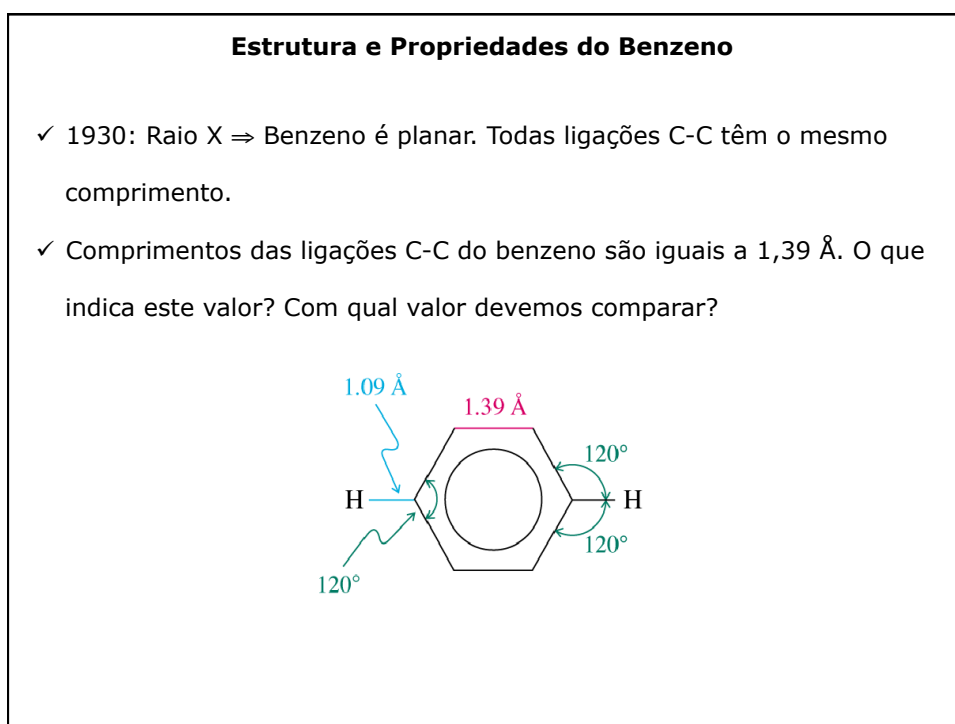 Estrutura e Propriedades do Benzeno
✓ 1930: Raio X ⇒ Benzeno é planar. Todas ligações C-C têm o mesmo
comprimento.
✓ Comprimentos das ligações C-C do benzeno são iguais a 1,39 Å. O que
indica este valor? Com qual valor devemos comparar?
1.09 Å
1.39 Å
120°
H
H
120°
120°